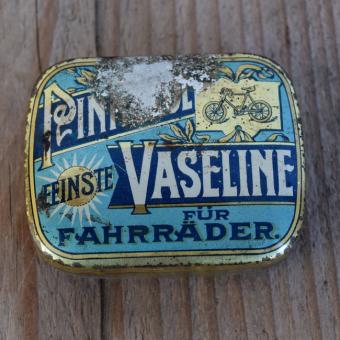 FEINSTE
VASELINE
FÜR
FAHRRÄDER.